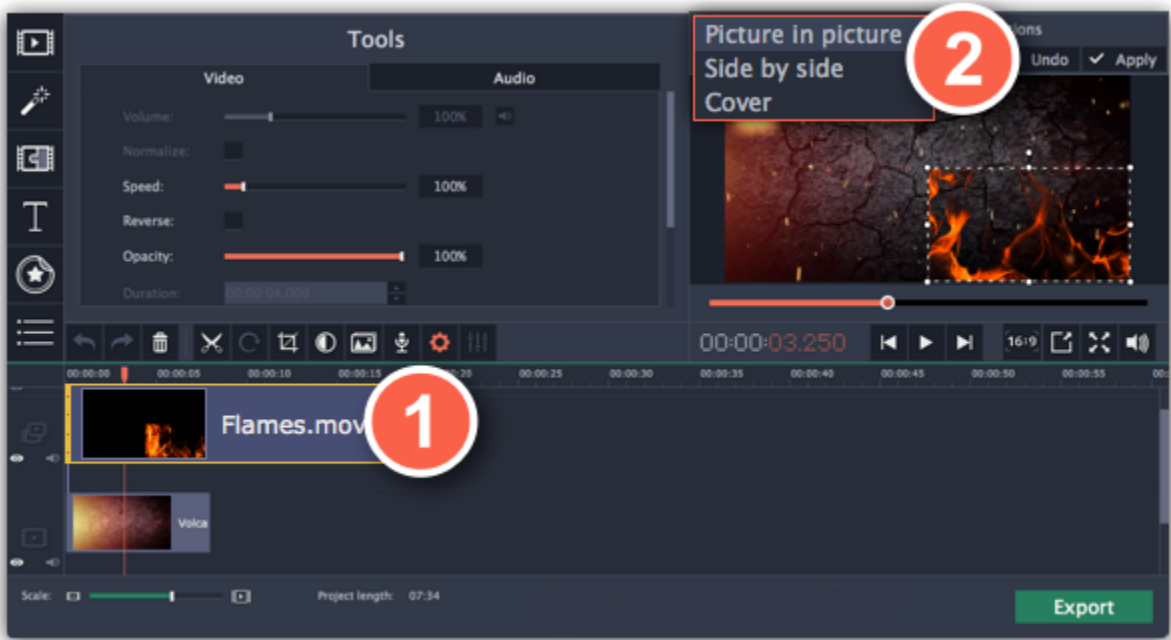 Tools
Video
Audio
Volume:
100%
Normalize:
Speed:
100%
Reverse:
Opacity:
100%
Duration:
00:00:04.000
Picture in picture
Side by side
Cover
2
Undo
Apply
T
00:00:03.250
16:9
00:00:00
00:00:05
00:00:10
00:00:15
00:00:25
00:00:30
00:00:35
00:00:40
00:00:45
00:00:50
00:00:55
Flames.mov
1
Volca
Scale:
Project length: 07:34
Export